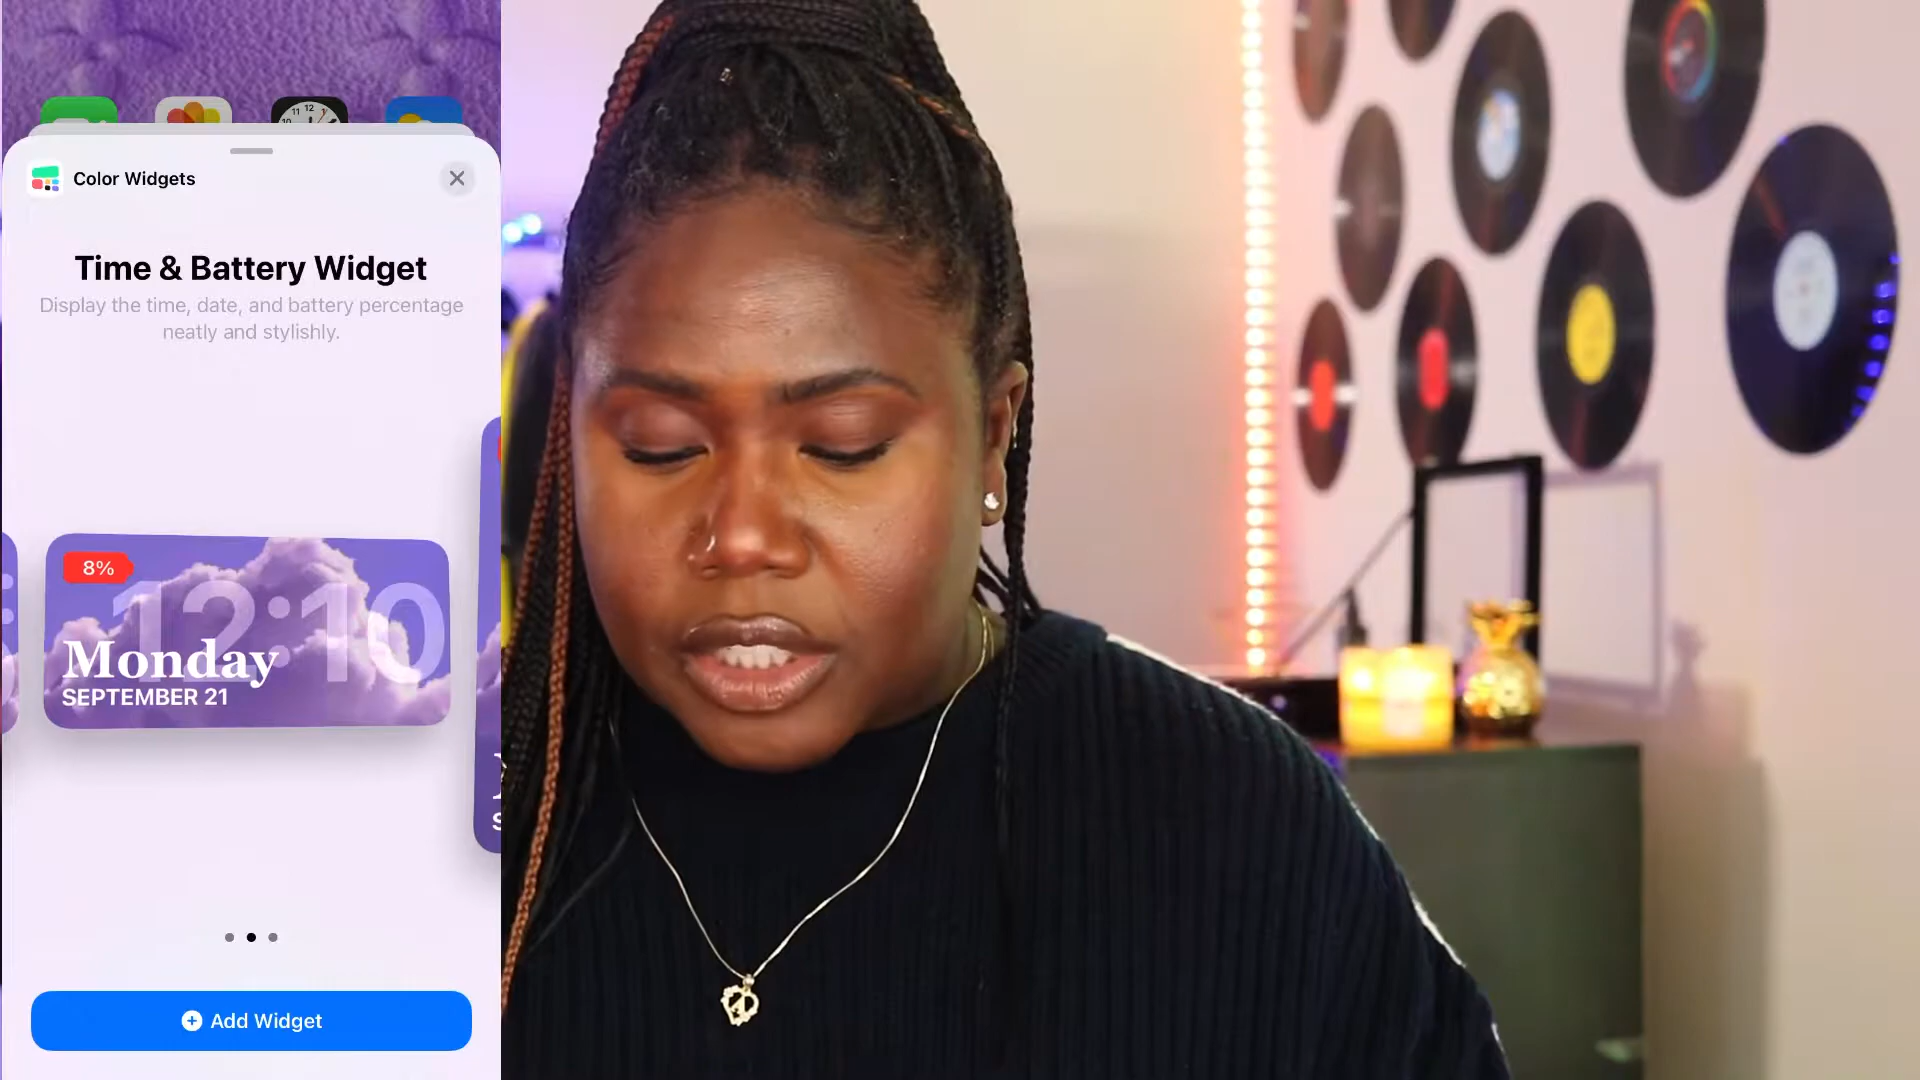 Color Widgets
Time & Battery Widget
Display the time, date, and battery percentage
neatly and stylishly.
8%
12:10
Monday
SEPTEMBER 21
Add Widget